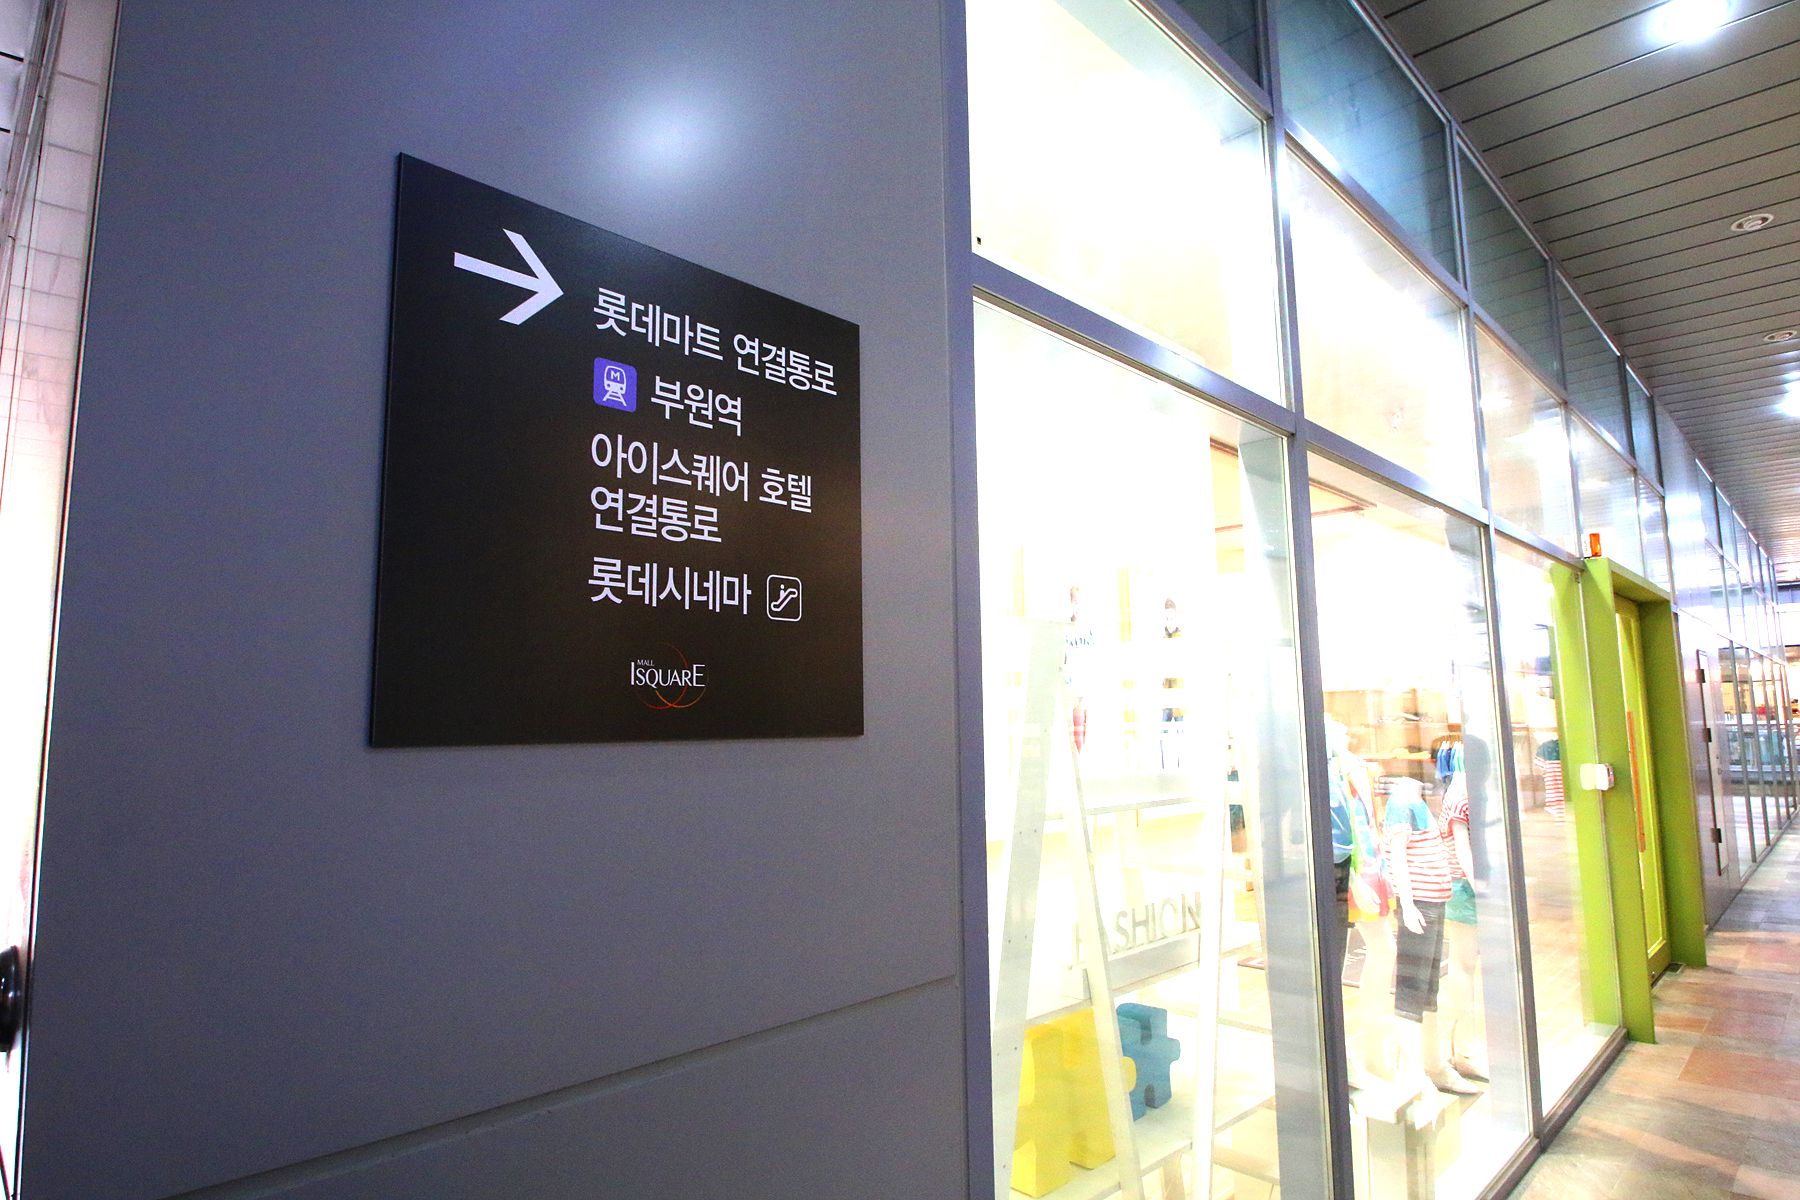 롯데마트 연결통로
M 부원역
아이스퀘어 호텔
연결통로
롯데시네마
MALL
ISQUARE
FASHION